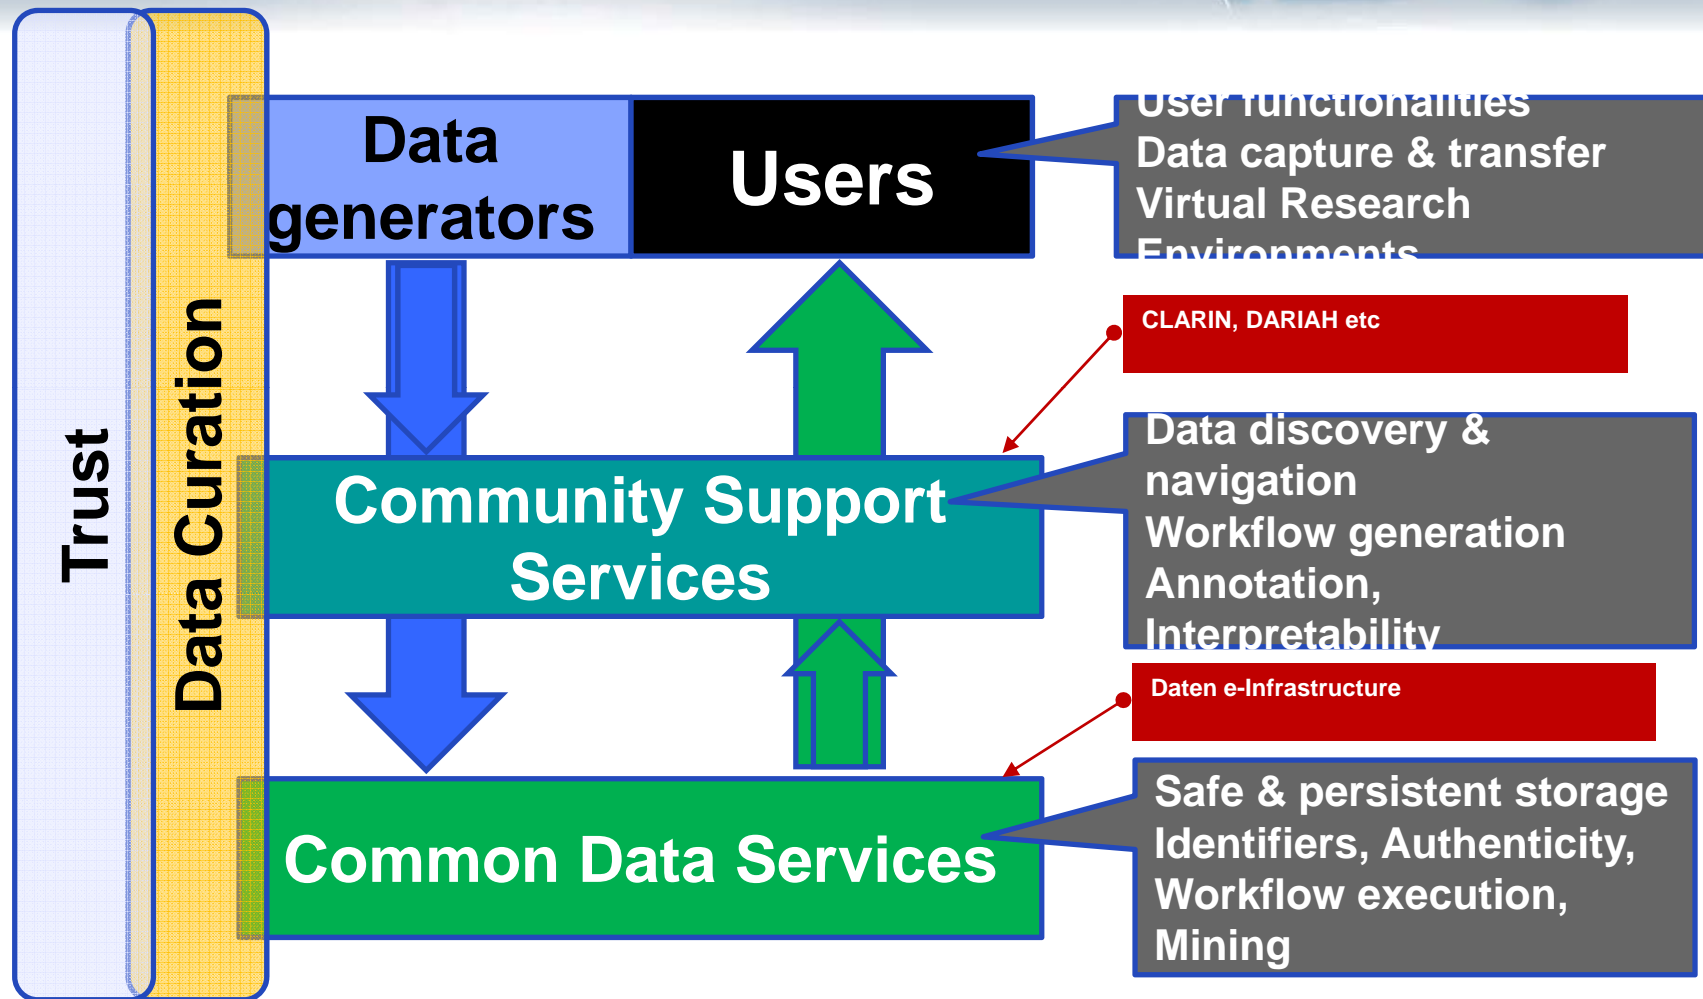 Trust
Data Curation
Data
generators
Users
User functionalities
Data capture & transfer
Virtual Research
Environments
CLARIN, DARIAH etc
Community Support
Services
Data discovery &
navigation
Workflow generation
Annotation,
Interpretability
Daten e-Infrastructure
Common Data Services
Safe & persistent storage
Identifiers, Authenticity,
Workflow execution,
Mining